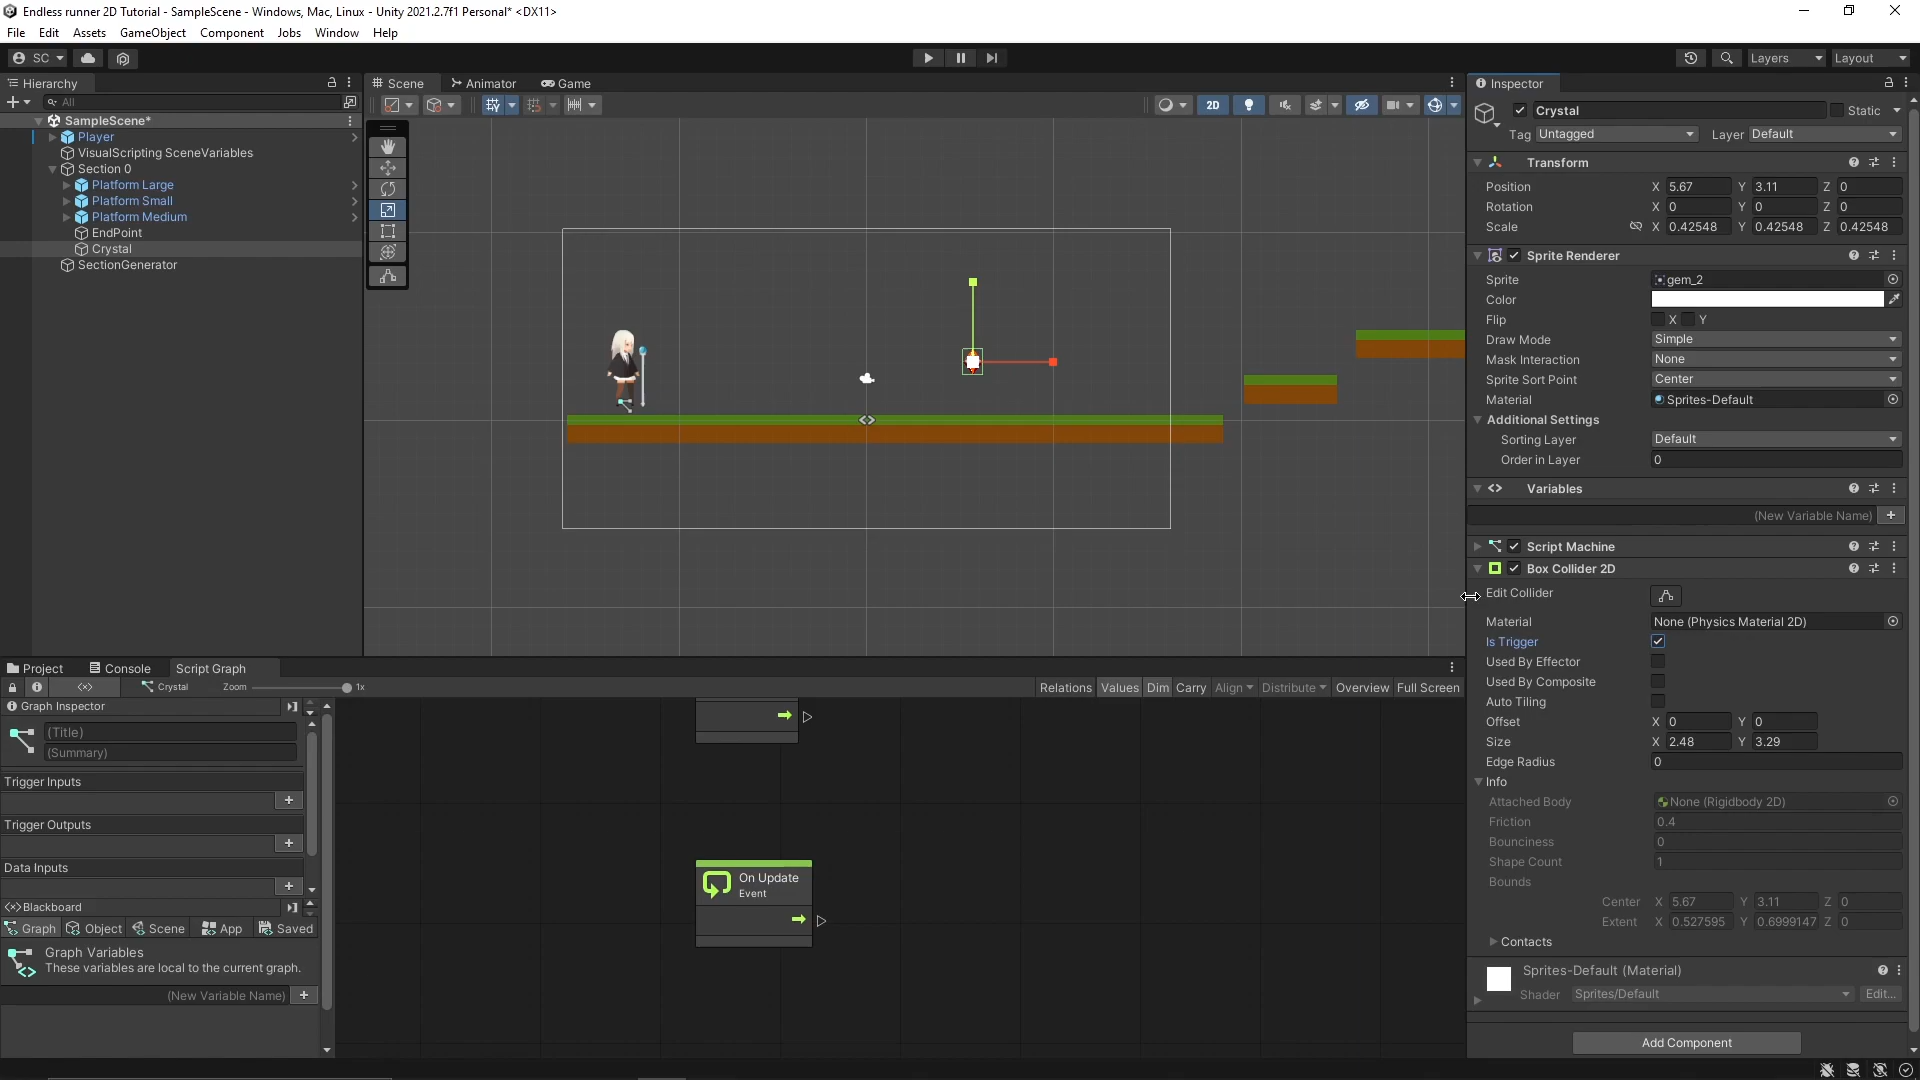 Endless runner 2D Tutorial - SampleScene - Windows, Mac, Linux - Unity 2021.2.7f1 Personal* <DX11>
File Edit Assets GameObject Component Jobs Window Help
SC Layers Layout
Hierarchy Scene Animator Game Inspector
All 2D Crystal Static
SampleScene*
Player Tag Untagged Layer Default
VisualScripting SceneVariables
Section 0 Transform
Platform Large Position X 5.67 Y 3.11 Z 0
Platform Small Rotation X 0 Y 0 Z 0
Platform Medium Scale X 0.42548 Y 0.42548 Z 0.42548
EndPoint
Crystal
SectionGenerator
Sprite Renderer
Sprite gem_2
Color
Flip X Y
Draw Mode Simple
Mask Interaction None
Sprite Sort Point Center
Material Sprites-Default
Additional Settings
Sorting Layer Default
Order in Layer 0
Variables
(New Variable Name)
Script Machine
Box Collider 2D
Edit Collider
Material None (Physics Material 2D)
Is Trigger
Used By Effector
Used By Composite
Auto Tiling
Offset X 0 Y 0
Size X 2.48 Y 3.29
Edge Radius 0
Info
Attached Body None (Rigidbody 2D)
Friction 0.4
Bounciness 0
Shape Count 1
Bounds
Center X 5.67 Y 3.11 Z 0
Extent X 0.527595 Y 0.6999147 Z 0
Contacts
Sprites-Default (Material)
Shader Sprites/Default Edit...
Add Component
Project Console Script Graph
Crystal Zoom 1x Relations Values Dim Carry Align Distribute Overview Full Screen
Graph Inspector
(Title)
(Summary)
Trigger Inputs
Trigger Outputs
Data Inputs
Blackboard
Graph Object Scene App Saved
Graph Variables
These variables are local to the current graph.
(New Variable Name)
On Update
Event